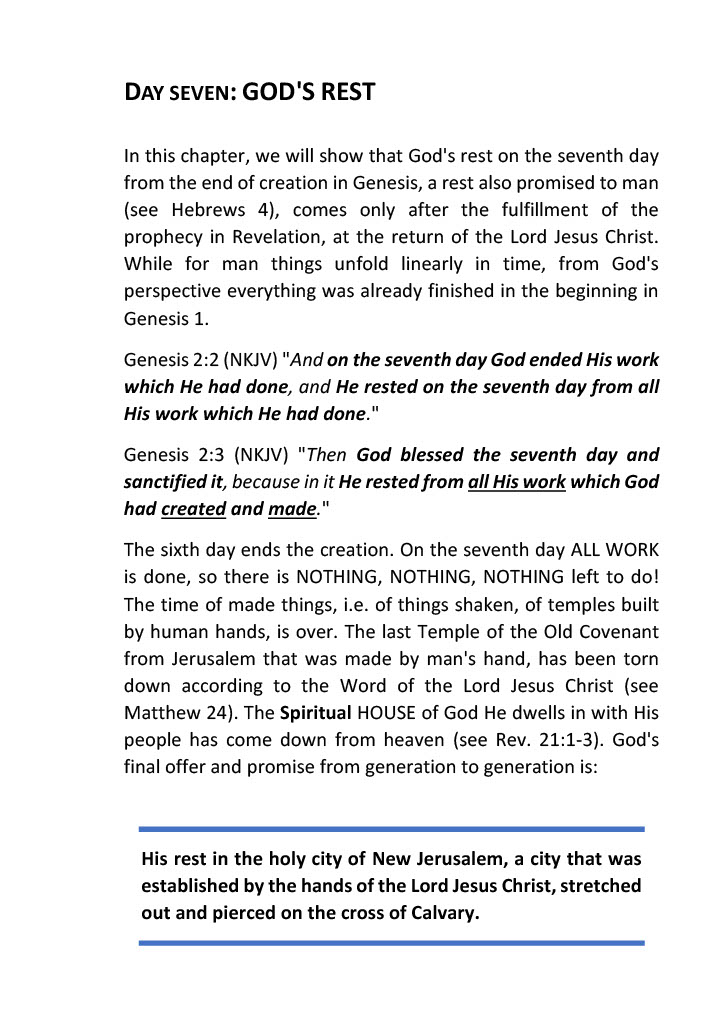 DAY SEVEN: GOD'S REST
In this chapter, we will show that God's rest on the seventh day
from the end of creation in Genesis, a rest also promised to man
(see Hebrews 4), comes only after the fulfillment of the
prophecy in Revelation, at the return of the Lord Jesus Christ.
While for man things unfold linearly in time, from God's
perspective everything was already finished in the beginning in
Genesis 1.
Genesis 2:2 (NKJV) "And on the seventh day God ended His work
which He had done, and He rested on the seventh day from all
His work which He had done."
Genesis 2:3 (NKJV) "Then God blessed the seventh day and
sanctified it, because in it He rested from all His work which God
had created and made."
The sixth day ends the creation. On the seventh day ALL WORK
is done, so there is NOTHING, NOTHING, NOTHING left to do!
The time of made things, i.e. of things shaken, of temples built
by human hands, is over. The last Temple of the Old Covenant
from Jerusalem that was made by man's hand, has been torn
down according to the Word of the Lord Jesus Christ (see
Matthew 24). The Spiritual HOUSE of God He dwells in with His
people has come down from heaven (see Rev. 21:1-3). God's
final offer and promise from generation to generation is:
His rest in the holy city of New Jerusalem, a city that was
established by the hands of the Lord Jesus Christ, stretched
out and pierced on the cross of Calvary.